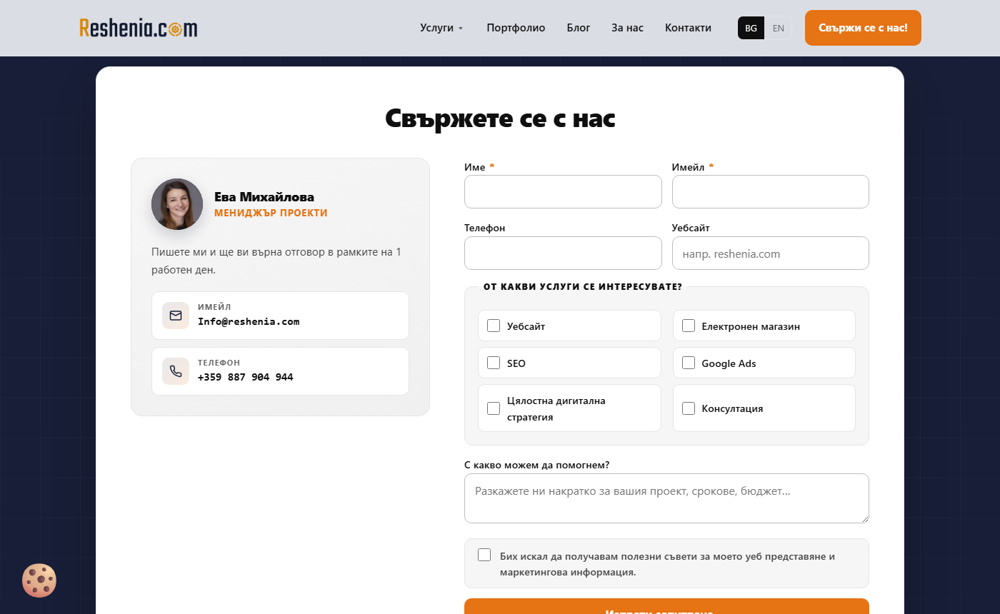 Reshenia.com
Услуги
Портфолио
Блог
За нас
Контакти
BG
EN
Свържи се с нас!
Свържете се с нас
Ева Михайлова
МЕНИДЖЪР ПРОЕКТИ
Пишете ми и ще ви върна отговор в рамките на 1
работен ден.
ИМЕЙЛ
Info@reshenia.com
ТЕЛЕФОН
+359 887 904 944
Име *
Имейл *
Телефон
Уебсайт
напр. reshenia.com
ОТ КАКВИ УСЛУГИ СЕ ИНТЕРЕСУВАТЕ?
Уебсайт
Електронен магазин
SEO
Google Ads
Цялостна дигитална
стратегия
Консултация
С какво можем да помогнем?
Разкажете ни накратко за вашия проект, срокове, бюджет...
Бих искал да получавам полезни съвети за моето уеб представяне и
маркетингова информация.